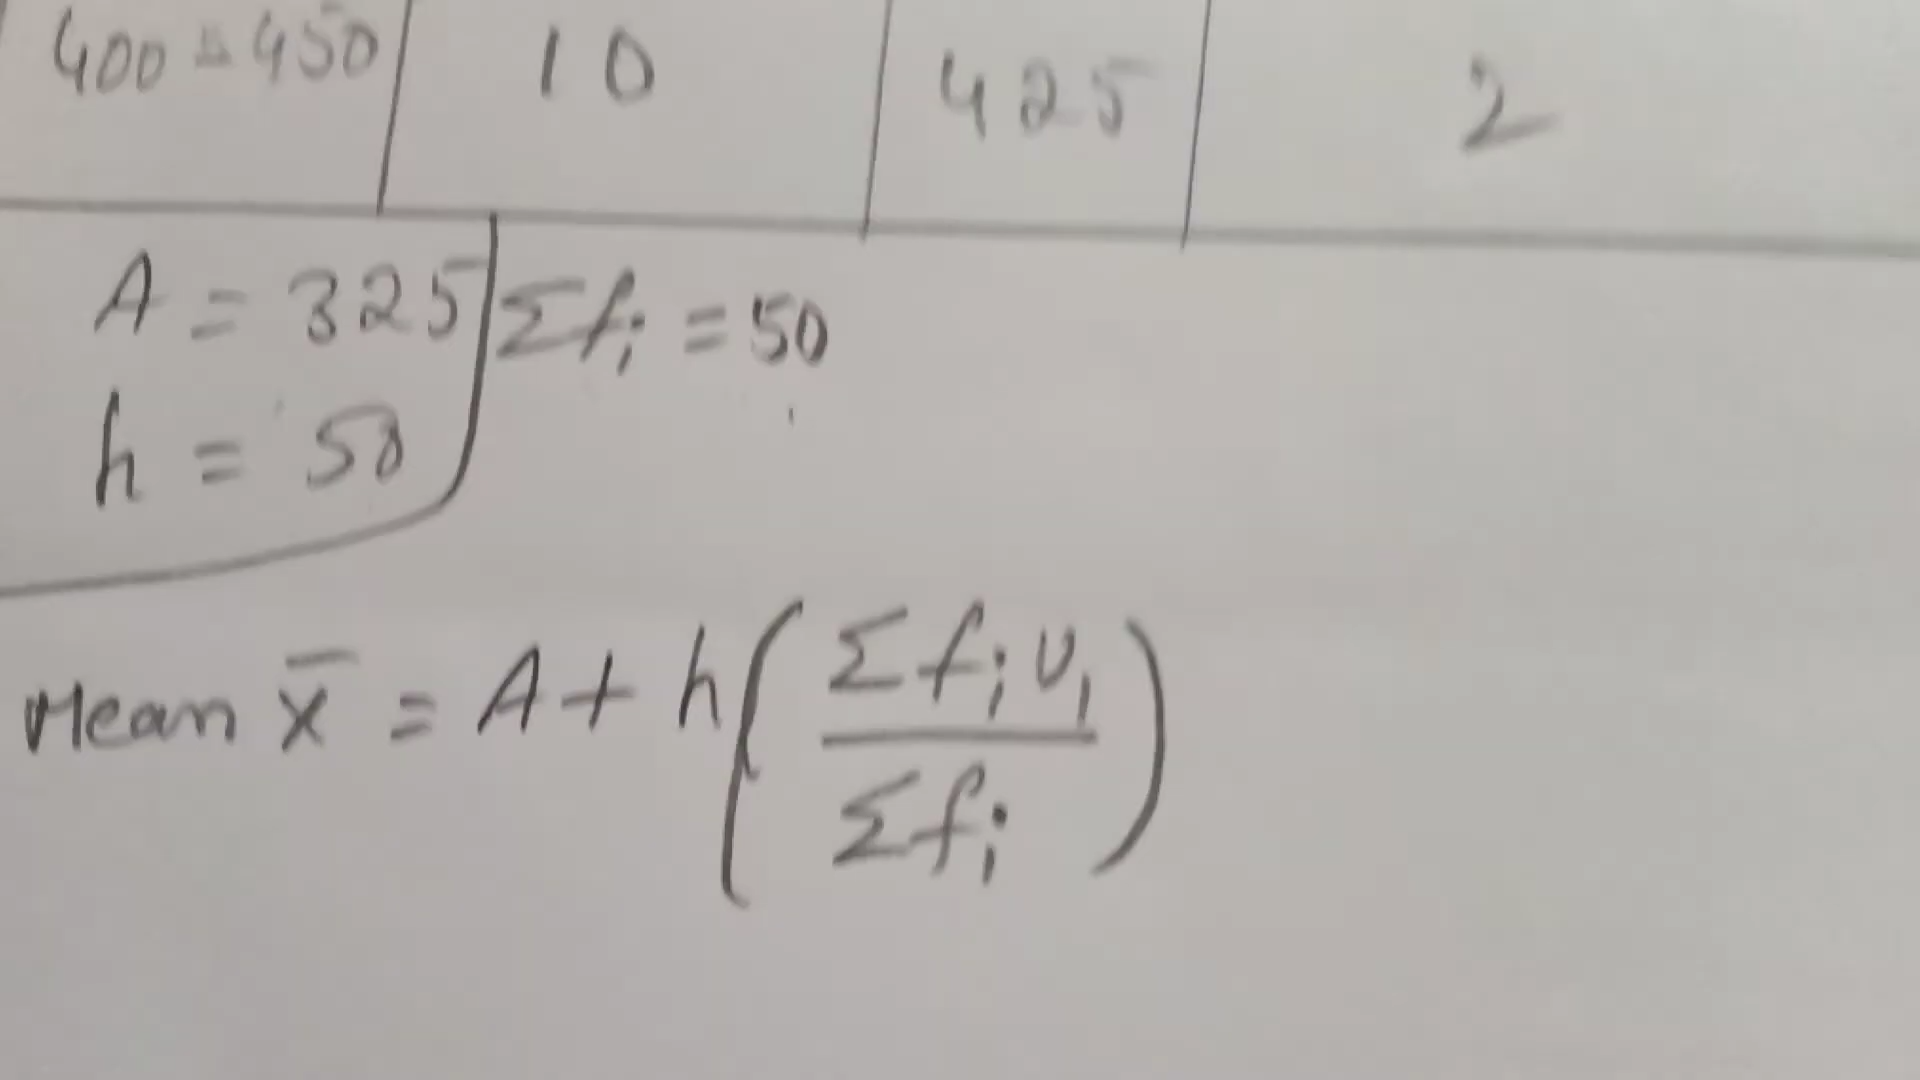 400 - 450 10 425 2
A = 325 Σfi = 50
h = 50
Mean x̄ = A + h(Σfiui / Σfi)